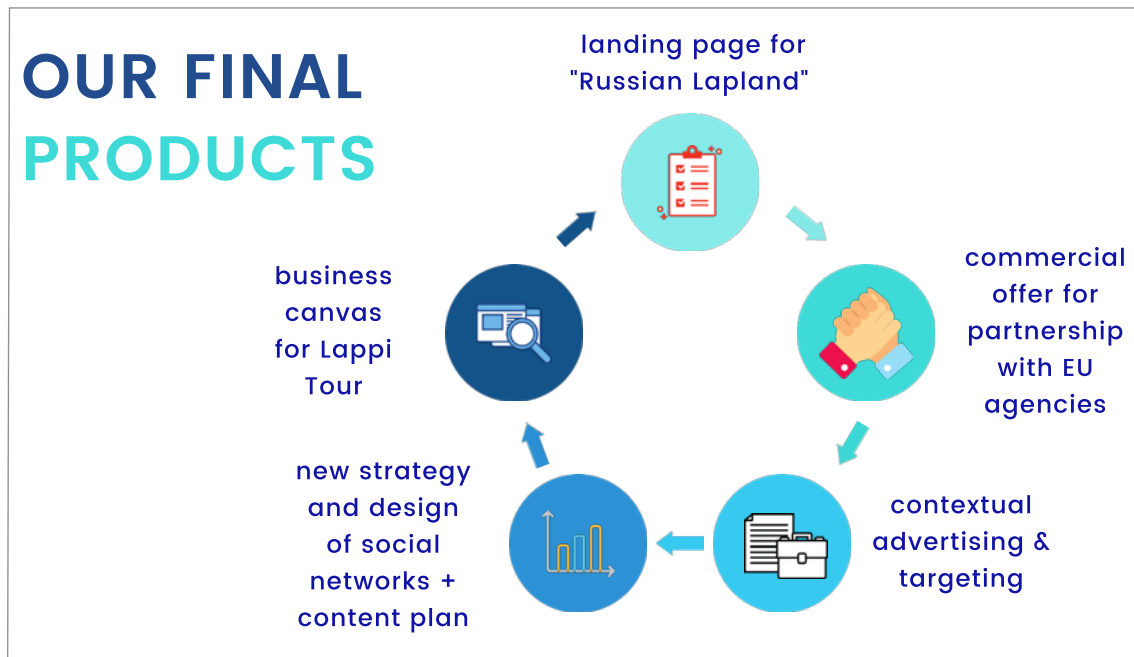 OUR FINAL
PRODUCTS
landing page for
"Russian Lapland"
commercial
offer for
partnership
with EU
agencies
contextual
advertising &
targeting
new strategy
and design
of social
networks +
content plan
business
canvas
for Lappi
Tour